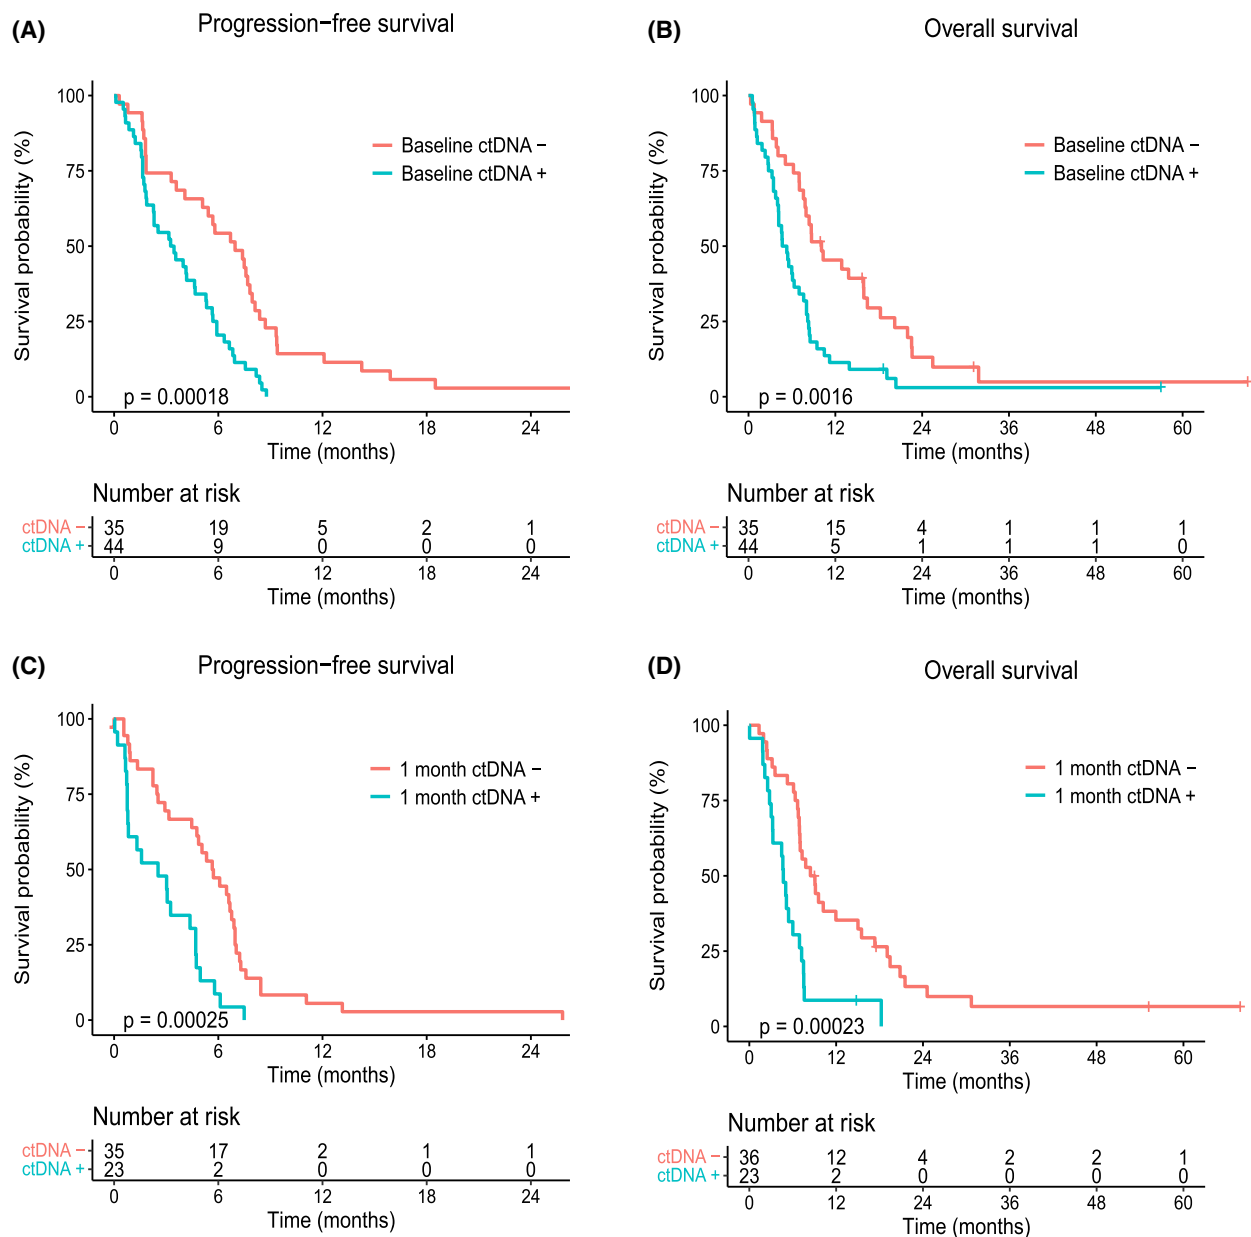 (A)
Progression−free survival
Survival probability (%)
100
75
50
25
0
Baseline ctDNA −
Baseline ctDNA +
p = 0.00018
0 6 12 18 24
Time (months)
Number at risk
ctDNA − 35 19 5 2 1
ctDNA + 44 9 0 0 0
0 6 12 18 24
Time (months)
(B)
Overall survival
Survival probability (%)
100
75
50
25
0
Baseline ctDNA −
Baseline ctDNA +
p = 0.0016
0 12 24 36 48 60
Time (months)
Number at risk
ctDNA − 35 15 4 1 1 1
ctDNA + 44 5 1 1 1 0
0 12 24 36 48 60
Time (months)
(C)
Progression−free survival
Survival probability (%)
100
75
50
25
0
1 month ctDNA −
1 month ctDNA +
p = 0.00025
0 6 12 18 24
Time (months)
Number at risk
ctDNA − 35 17 2 1 1
ctDNA + 23 2 0 0 0
0 6 12 18 24
Time (months)
(D)
Overall survival
Survival probability (%)
100
75
50
25
0
1 month ctDNA −
1 month ctDNA +
p = 0.00023
0 12 24 36 48 60
Time (months)
Number at risk
ctDNA − 36 12 4 2 2 1
ctDNA + 23 2 0 0 0 0
0 12 24 36 48 60
Time (months)